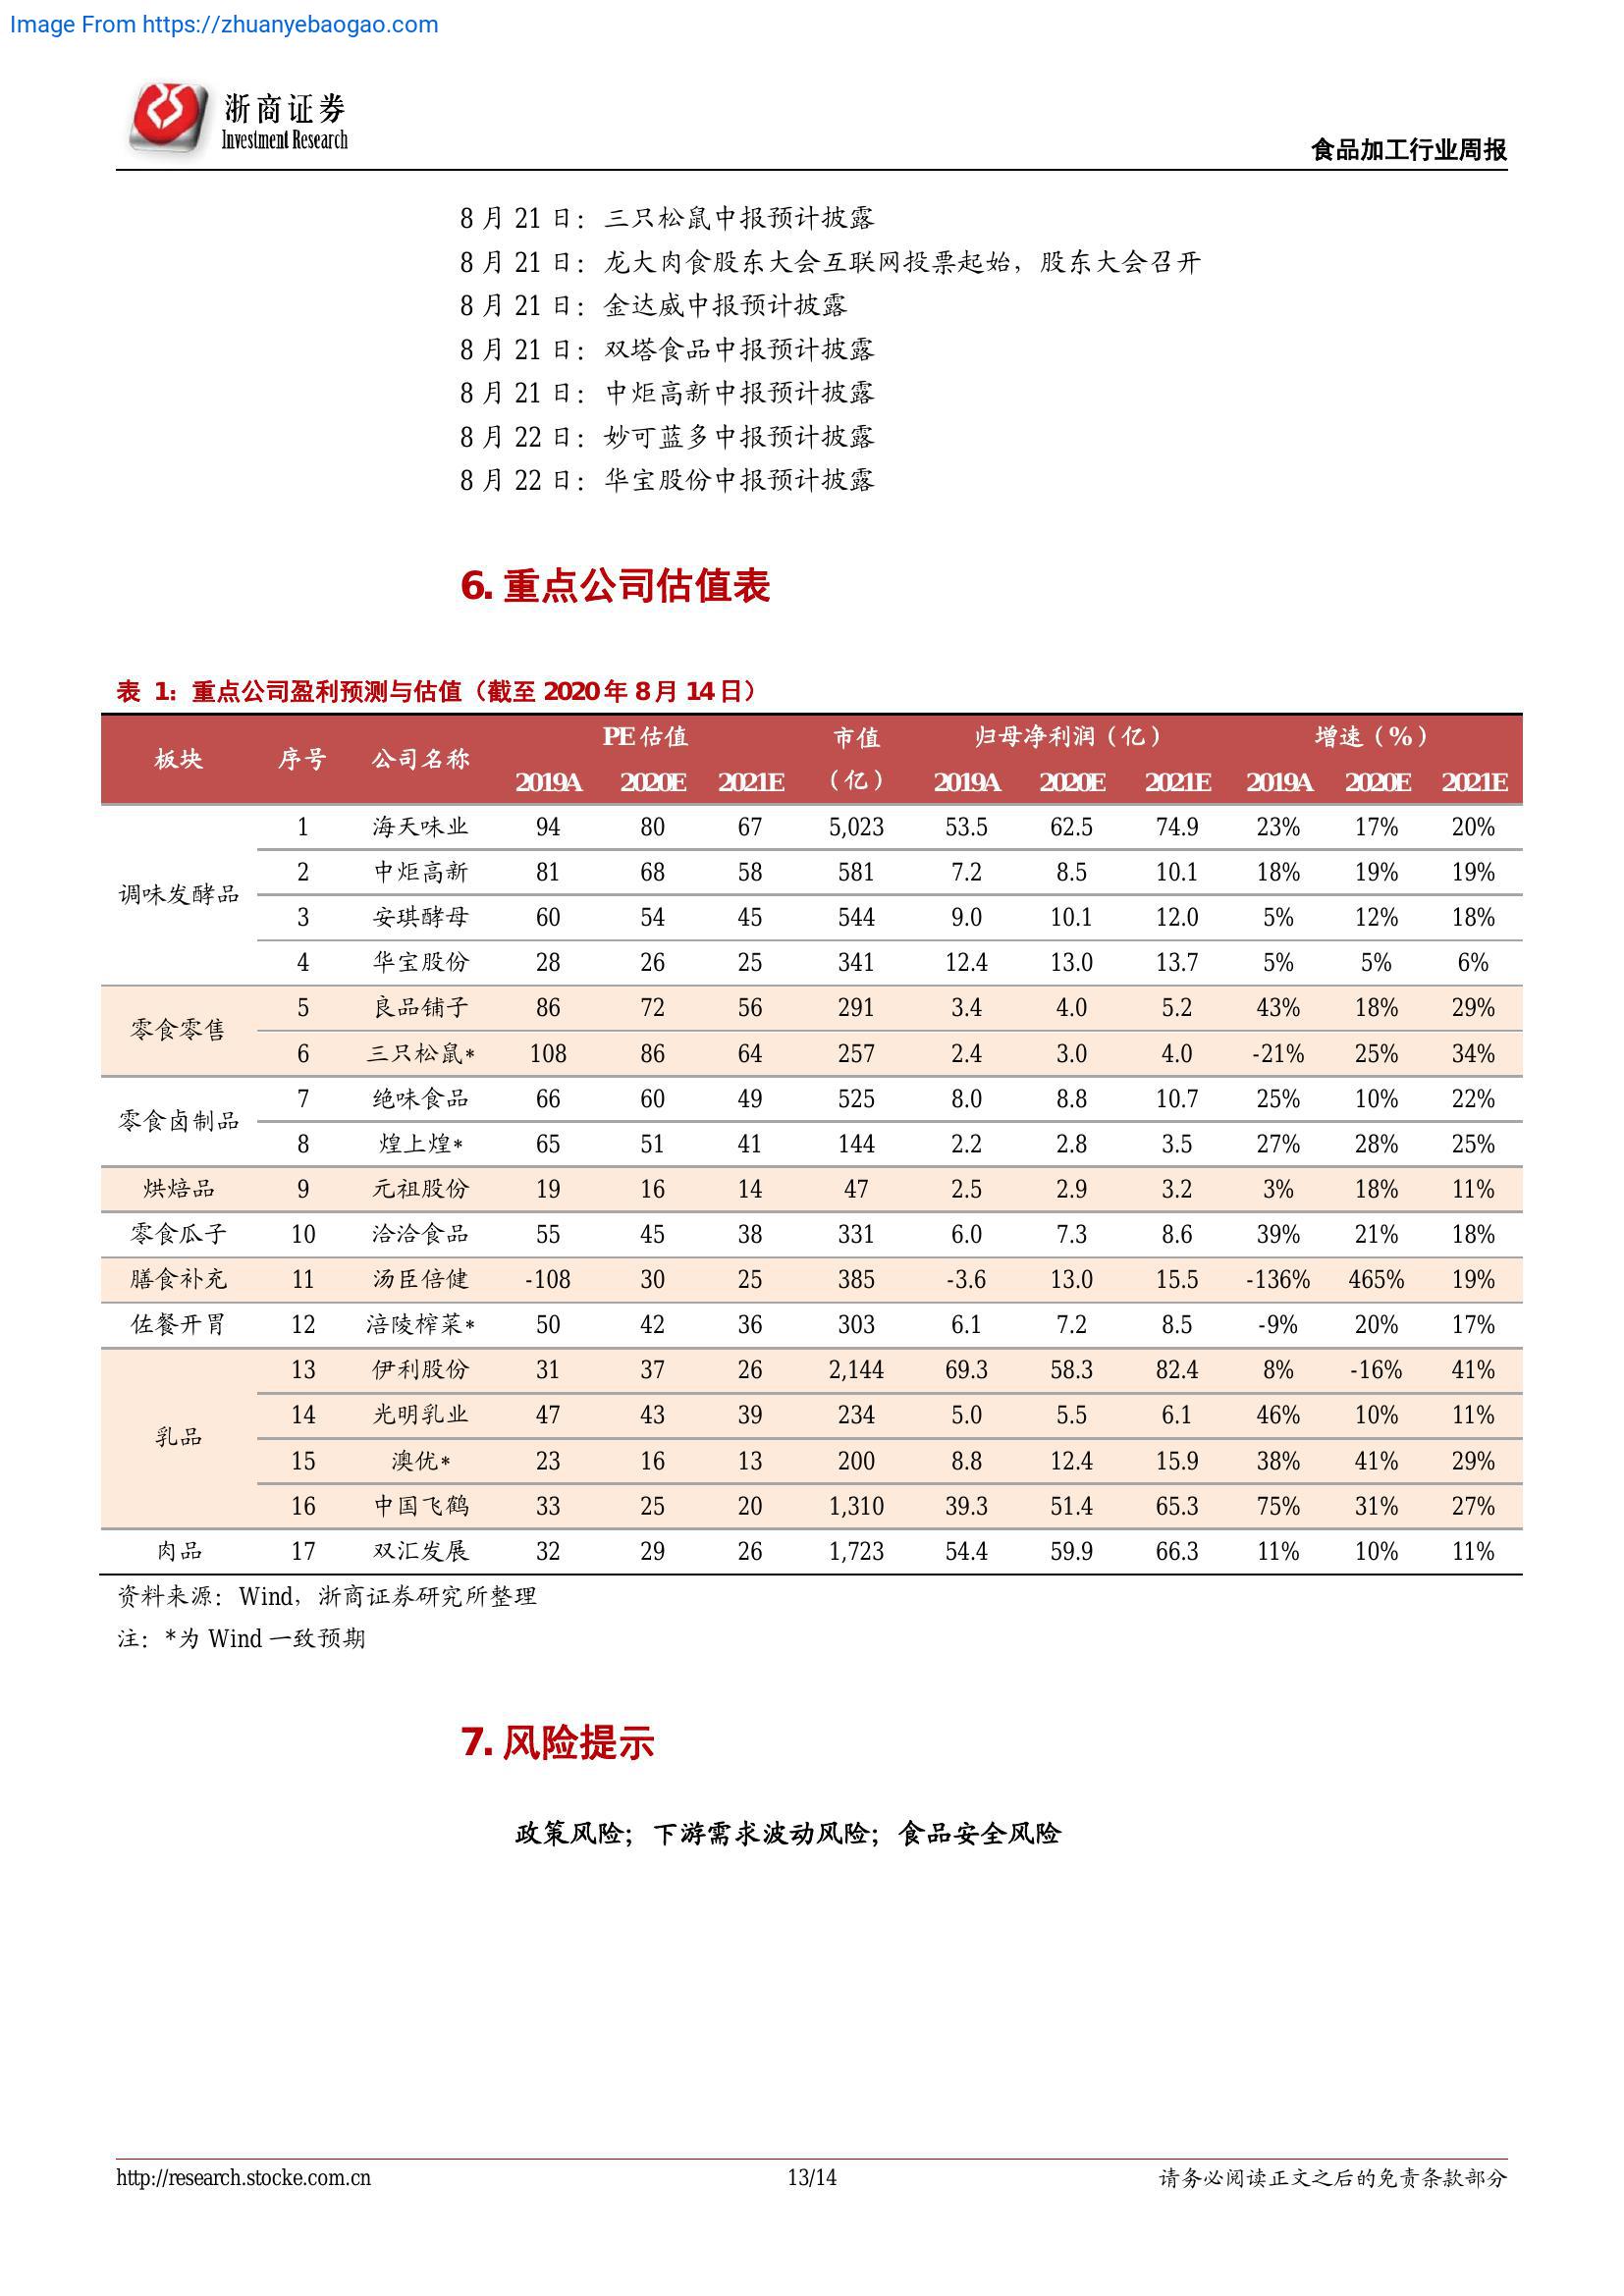 Image From https://zhuanyebaogao.com
浙商证券
Investment Research
食品加工行业周报
8 月 21 日：三只松鼠中报预计披露
8 月 21 日：龙大肉食股东大会互联网投票起始，股东大会召开
8 月 21 日：金达威中报预计披露
8 月 21 日：双塔食品中报预计披露
8 月 21 日：中炬高新中报预计披露
8 月 22 日：妙可蓝多中报预计披露
8 月 22 日：华宝股份中报预计披露
6. 重点公司估值表
表 1：重点公司盈利预测与估值（截至 2020 年 8 月 14 日）
板块 序号 公司名称 PE 估值 市值（亿） 归母净利润（亿） 增速（%）
2019A 2020E 2021E 2019A 2020E 2021E 2019A 2020E 2021E
调味发酵品 1 海天味业 94 80 67 5,023 53.5 62.5 74.9 23% 17% 20%
2 中炬高新 81 68 58 581 7.2 8.5 10.1 18% 19% 19%
3 安琪酵母 60 54 45 544 9.0 10.1 12.0 5% 12% 18%
4 华宝股份 28 26 25 341 12.4 13.0 13.7 5% 5% 6%
零食零售 5 良品铺子 86 72 56 291 3.4 4.0 5.2 43% 18% 29%
6 三只松鼠* 108 86 64 257 2.4 3.0 4.0 -21% 25% 34%
零食卤制品 7 绝味食品 66 60 49 525 8.0 8.8 10.7 25% 10% 22%
8 煌上煌* 65 51 41 144 2.2 2.8 3.5 27% 28% 25%
烘焙品 9 元祖股份 19 16 14 47 2.5 2.9 3.2 3% 18% 11%
零食瓜子 10 洽洽食品 55 45 38 331 6.0 7.3 8.6 39% 21% 18%
膳食补充 11 汤臣倍健 -108 30 25 385 -3.6 13.0 15.5 -136% 465% 19%
佐餐开胃 12 涪陵榨菜* 50 42 36 303 6.1 7.2 8.5 -9% 20% 17%
乳品 13 伊利股份 31 37 26 2,144 69.3 58.3 82.4 8% -16% 41%
14 光明乳业 47 43 39 234 5.0 5.5 6.1 46% 10% 11%
15 澳优* 23 16 13 200 8.8 12.4 15.9 38% 41% 29%
16 中国飞鹤 33 25 20 1,310 39.3 51.4 65.3 75% 31% 27%
肉品 17 双汇发展 32 29 26 1,723 54.4 59.9 66.3 11% 10% 11%
资料来源：Wind，浙商证券研究所整理
注：*为 Wind 一致预期
7. 风险提示
政策风险；下游需求波动风险；食品安全风险
http://research.stocke.com.cn 13/14 请务必阅读正文之后的免责条款部分